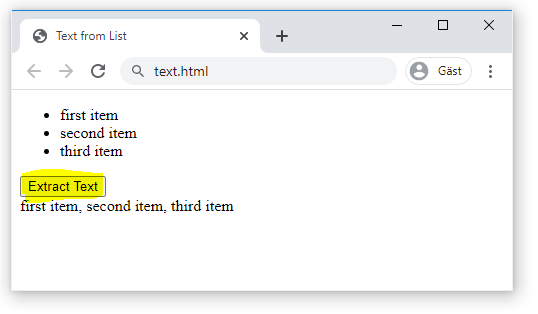 Text from List
text.html
Gäst
first item
second item
third item
Extract Text
first item, second item, third item